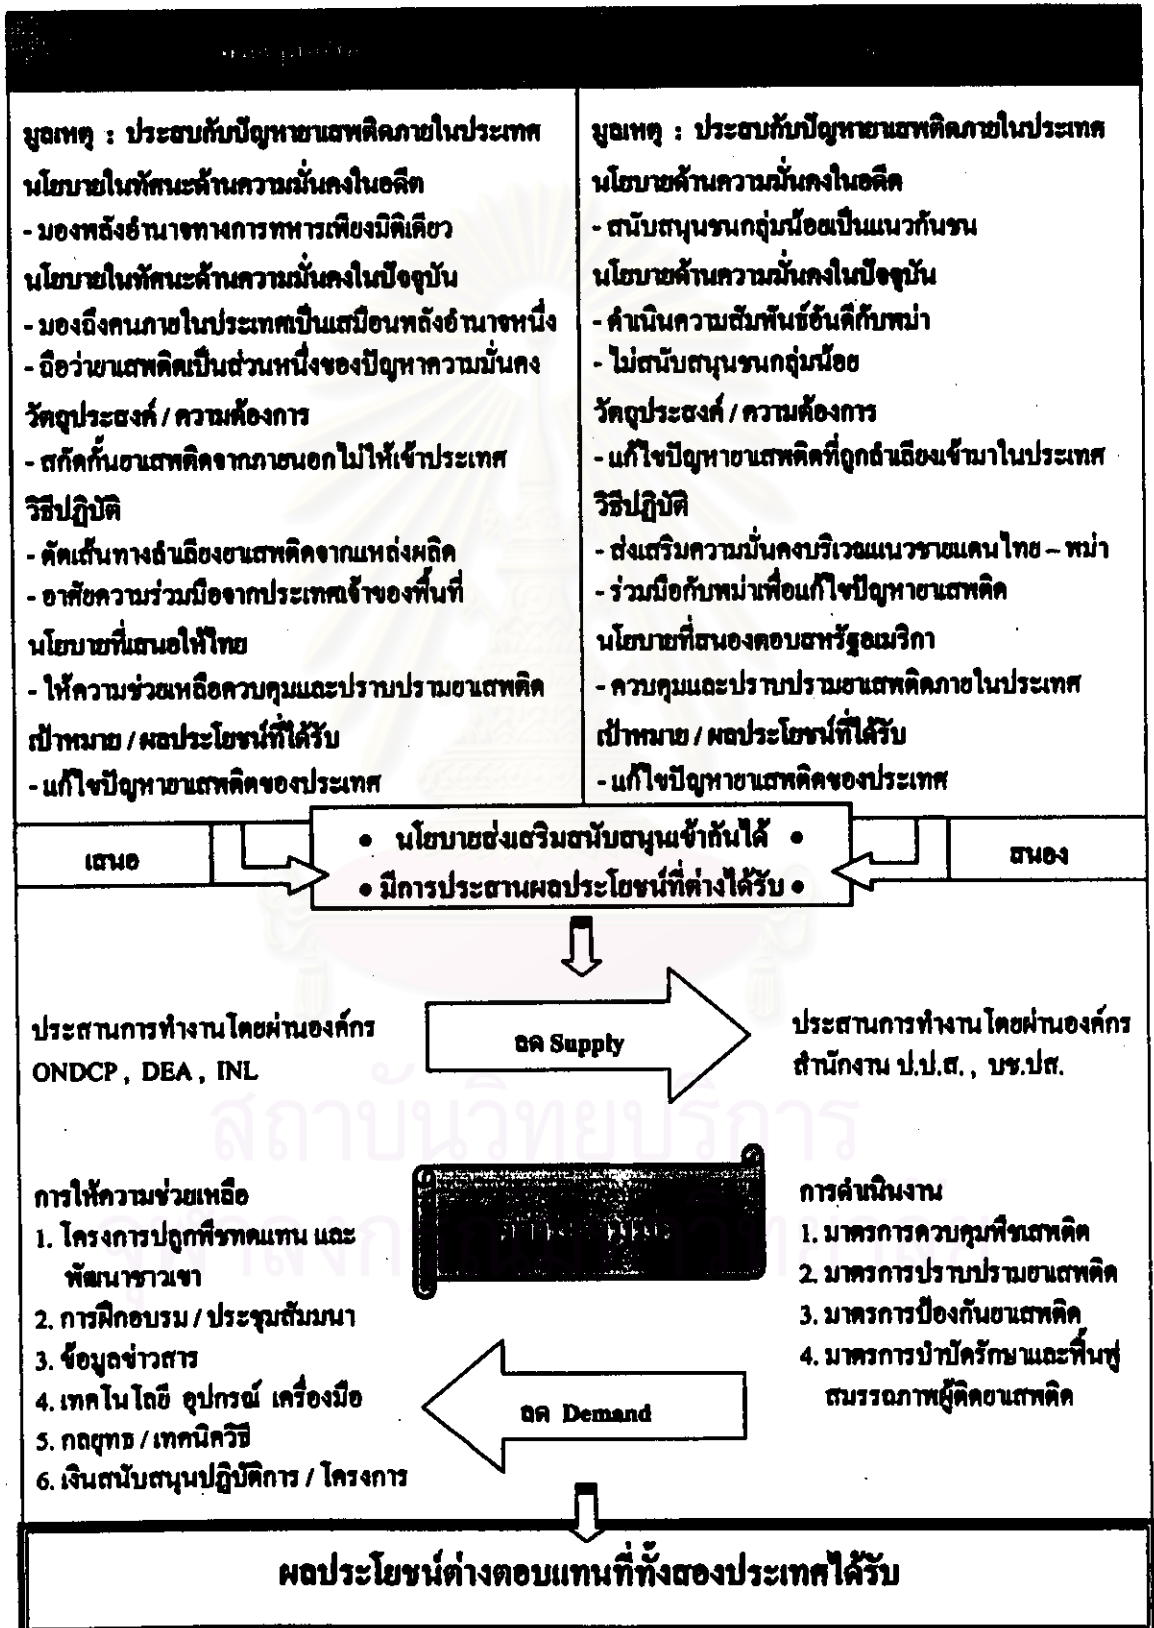 มูลเหตุ : ประสบกับปัญหายาเสพติดภายในประเทศ
นโยบายในทัศนะด้านความมั่นคงในอดีต
- มองพลังอำนาจทางการทหารเพียงมิติเดียว
นโยบายในทัศนะด้านความมั่นคงในปัจจุบัน
- มองถึงคนภายในประเทศเป็นเสมือนพลังอำนาจหนึ่ง
- ถือว่ายาเสพติดเป็นส่วนหนึ่งของปัญหาความมั่นคง
วัตถุประสงค์ / ความต้องการ
- สกัดกั้นยาเสพติดจากภายนอกไม่ให้เข้าประเทศ
วิธีปฏิบัติ
- ตัดเส้นทางลำเลียงยาเสพติดจากแหล่งผลิต
- อาศัยความร่วมมือจากประเทศเจ้าของพื้นที่
นโยบายที่เสนอให้ไทย
- ให้ความช่วยเหลือควบคุมและปราบปรามยาเสพติด
เป้าหมาย / ผลประโยชน์ที่ได้รับ
- แก้ไขปัญหายาเสพติดของประเทศ
มูลเหตุ : ประสบกับปัญหายาเสพติดภายในประเทศ
นโยบายด้านความมั่นคงในอดีต
- สนับสนุนชนกลุ่มน้อยเป็นแนวกันชน
นโยบายด้านความมั่นคงในปัจจุบัน
- ดำเนินความสัมพันธ์อันดีกับพม่า
- ไม่สนับสนุนชนกลุ่มน้อย
วัตถุประสงค์ / ความต้องการ
- แก้ไขปัญหายาเสพติดที่ถูกลำเลียงเข้ามาในประเทศ
วิธีปฏิบัติ
- ส่งเสริมความมั่นคงบริเวณแนวชายแดนไทย – พม่า
- ร่วมมือกับพม่าเพื่อแก้ไขปัญหายาเสพติด
นโยบายที่สนองตอบสหรัฐอเมริกา
- ควบคุมและปราบปรามยาเสพติดภายในประเทศ
เป้าหมาย / ผลประโยชน์ที่ได้รับ
- แก้ไขปัญหายาเสพติดของประเทศ
เสนอ
• นโยบายส่งเสริมสนับสนุนเข้ากันได้ •
• มีการประสานผลประโยชน์ที่ต่างได้รับ •
สนอง
ประสานการทำงานโดยผ่านองค์กร
ONDCP , DEA , INL
ลด Supply
ประสานการทำงานโดยผ่านองค์กร
สำนักงาน ป.ป.ส. , บช.ปส.
สถาบันวิทยบริการ
จุฬาลงกรณ์มหาวิทยาลัย
การให้ความช่วยเหลือ
1. โครงการปลูกพืชทดแทน และ
พัฒนาชาวเขา
2. การฝึกอบรม / ประชุมสัมมนา
3. ข้อมูลข่าวสาร
4. เทคโนโลยี อุปกรณ์ เครื่องมือ
5. กลยุทธ / เทคนิควิธี
6. เงินสนับสนุนปฏิบัติการ / โครงการ
การดำเนินงาน
1. มาตรการควบคุมพืชเสพติด
2. มาตรการปราบปรามยาเสพติด
3. มาตรการป้องกันยาเสพติด
4. มาตรการบำบัดรักษาและฟื้นฟู
สมรรถภาพผู้ติดยาเสพติด
ลด Demand
ผลประโยชน์ต่างตอบแทนที่ทั้งสองประเทศได้รับ